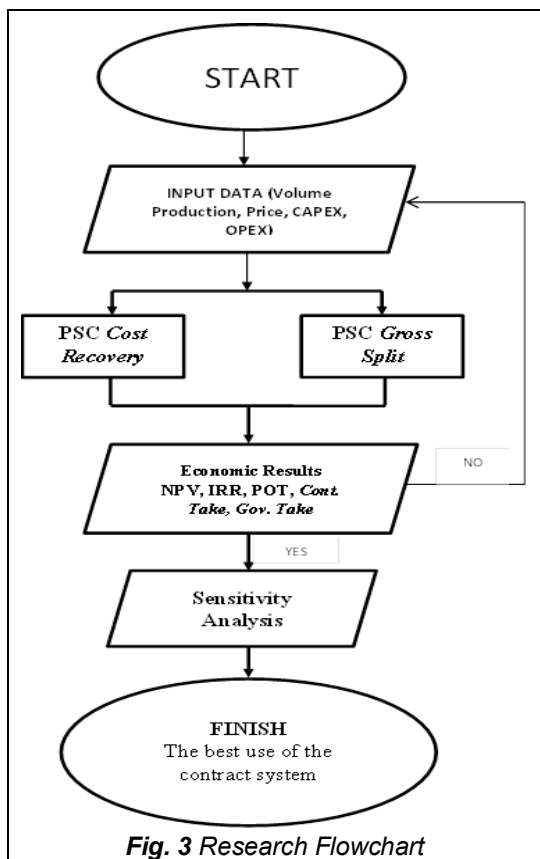 START
INPUT DATA (Volume
Production, Price, CAPEX,
OPEX)
PSC Cost
Recovery
PSC Gross
Split
Economic Results
NPV, IRR, POT, Cont.
Take, Gov. Take
NO
YES
Sensitivity
Analysis
FINISH
The best use of the
contract system
Fig. 3 Research Flowchart